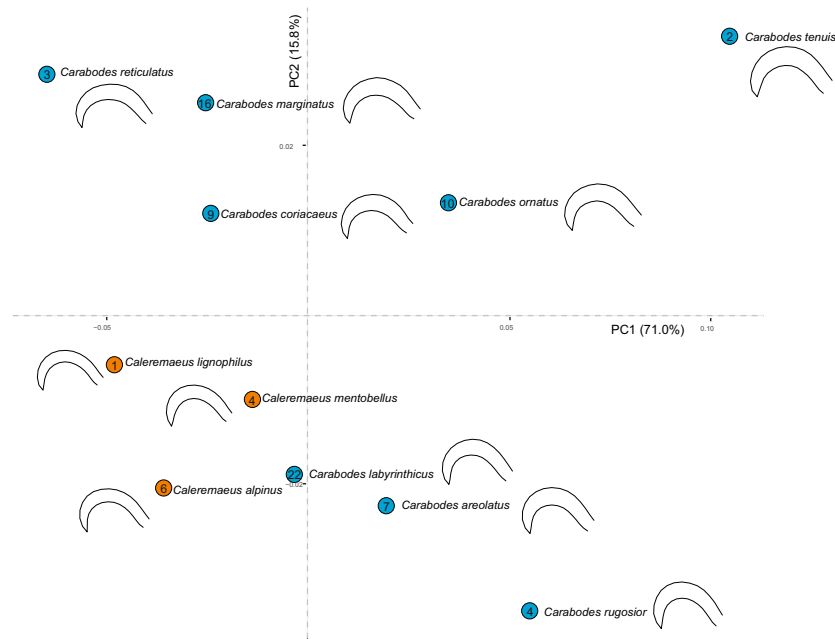 PC2 (15.8%)
2 Carabodes tenuis
3 Carabodes reticulatus
16 Carabodes marginatus
0.02
10 Carabodes ornatus
9 Carabodes coriacaeus
−0.05
0.05
0.10
PC1 (71.0%)
1 Caleremaeus lignophilus
4 Caleremaeus mentobellus
22 Carabodes labyrinthicus
−0.02
6 Caleremaeus alpinus
7 Carabodes areolatus
4 Carabodes rugosior